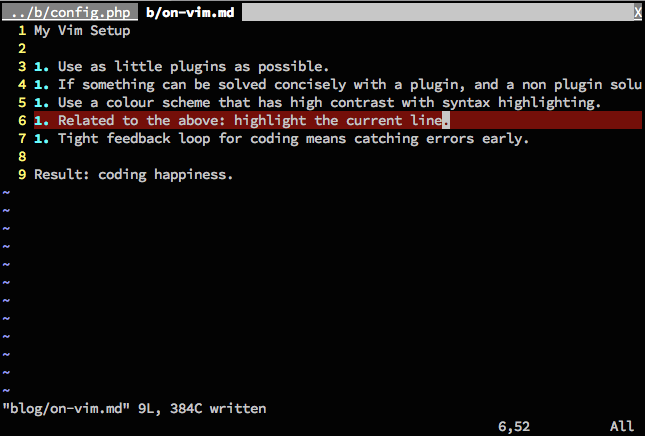 ../b/config.php b/on-vim.md X
1 My Vim Setup
2
3 1. Use as little plugins as possible.
4 1. If something can be solved concisely with a plugin, and a non plugin solu
5 1. Use a colour scheme that has high contrast with syntax highlighting.
6 1. Related to the above: highlight the current line.
7 1. Tight feedback loop for coding means catching errors early.
8
9 Result: coding happiness.
~
~
~
~
~
~
~
~
~
~
~
~
"blog/on-vim.md" 9L, 384C written
6,52 All